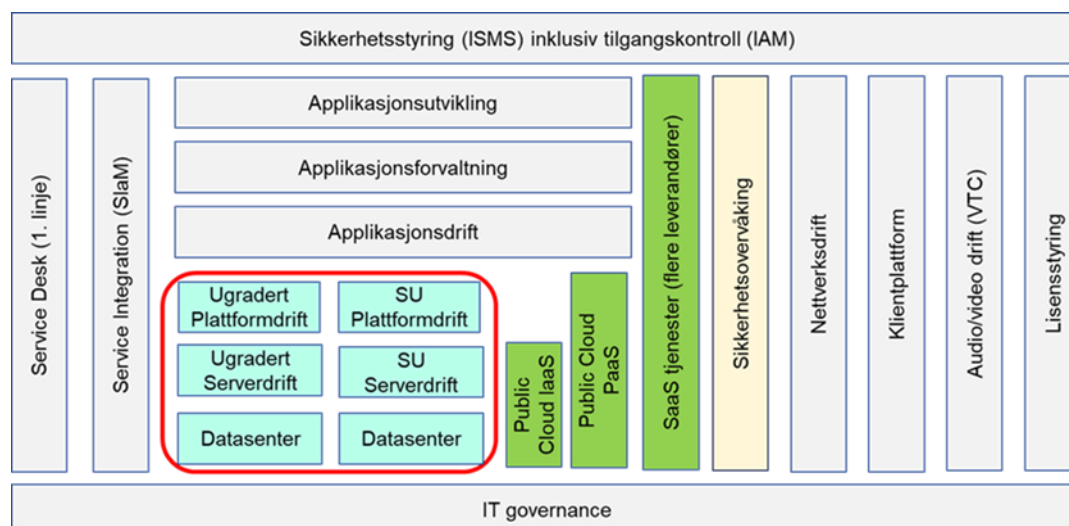 Sikkerhetsstyring (ISMS) inklusiv tilgangskontroll (IAM)
Service Desk (1. linje)
Service Integration (SIaM)
Applikasjonsutvikling
Applikasjonsforvaltning
Applikasjonsdrift
Ugradert
Plattformdrift
SU
Plattformdrift
Ugradert
Serverdrift
SU
Serverdrift
Datasenter
Datasenter
Public
Cloud IaaS
Public Cloud
PaaS
SaaS tjenester (flere leverandører)
Sikkerhetsovervåking
Nettverksdrift
Klientplattform
Audio/video drift (VTC)
Lisensstyring
IT governance